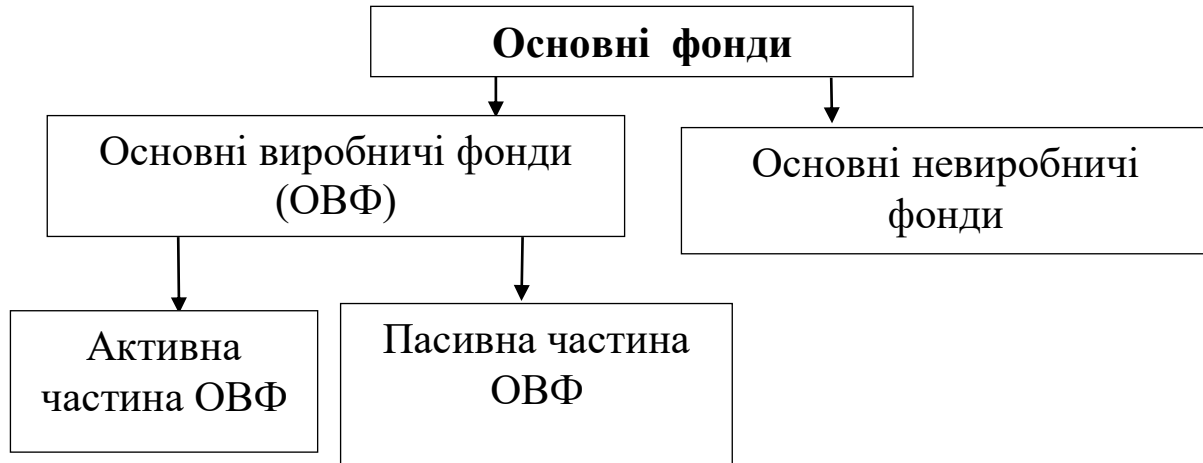 Основні фонди
Основні виробничі фонди
(ОВФ)
Основні невиробничі
фонди
Активна
частина ОВФ
Пасивна частина
ОВФ